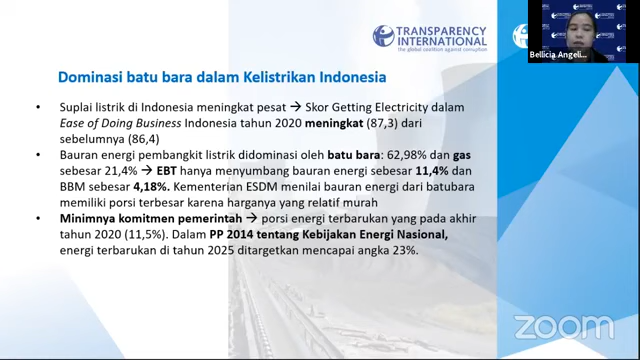 TRANSPARENCY
INTERNATIONAL
the global coalition against corruption
Bellicia Angeli...
Dominasi batu bara dalam Kelistrikan Indonesia
• Suplai listrik di Indonesia meningkat pesat → Skor Getting Electricity dalam
Ease of Doing Business Indonesia tahun 2020 meningkat (87,3) dari
sebelumnya (86,4)
• Bauran energi pembangkit listrik didominasi oleh batu bara: 62,98% dan gas
sebesar 21,4% → EBT hanya menyumbang bauran energi sebesar 11,4% dan
BBM sebesar 4,18%. Kementerian ESDM menilai bauran energi dari batubara
memiliki porsi terbesar karena harganya yang relatif murah
• Minimnya komitmen pemerintah → porsi energi terbarukan yang pada akhir
tahun 2020 (11,5%). Dalam PP 2014 tentang Kebijakan Energi Nasional,
energi terbarukan di tahun 2025 ditargetkan mencapai angka 23%.
zoom